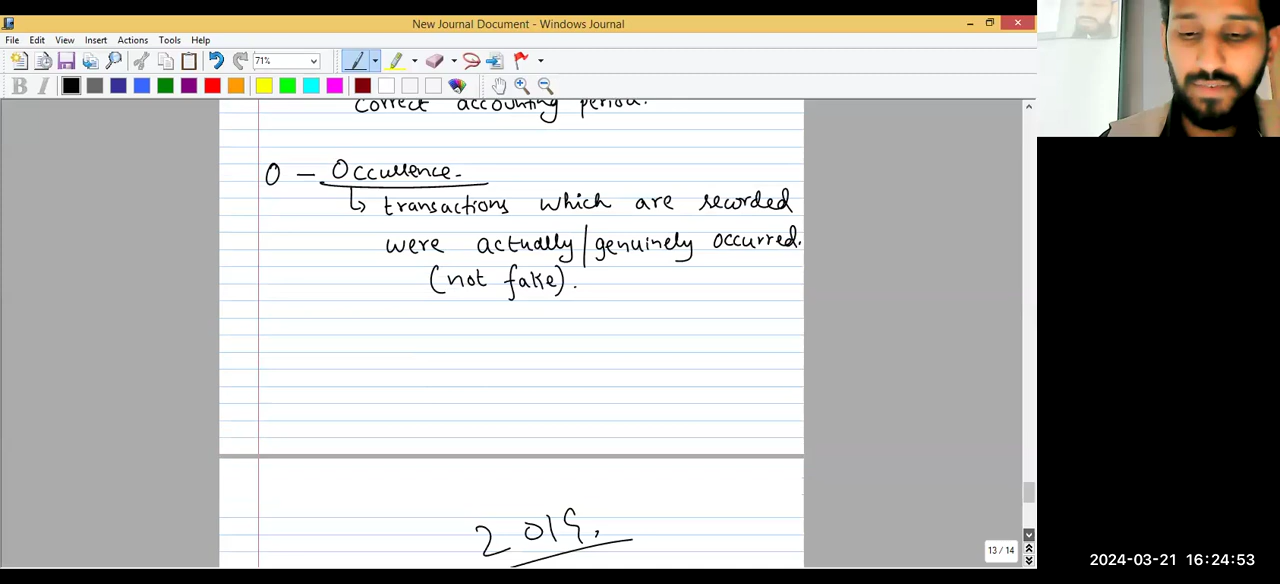 New Journal Document - Windows Journal
File Edit View Insert Actions Tools Help
71%
B I
Correct accounting period.
O - Occurrence.
transactions which are recorded
were actually/genuinely occurred.
(not fake).
2019.
13 / 14
2024-03-21 16:24:53